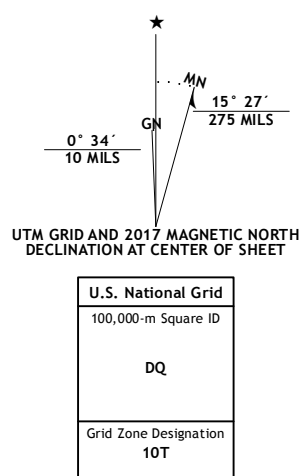 ★
MN
GN
15° 27´
275 MILS
0° 34´
10 MILS
UTM GRID AND 2017 MAGNETIC NORTH
DECLINATION AT CENTER OF SHEET
U.S. National Grid
100,000-m Square ID
DQ
Grid Zone Designation
10T